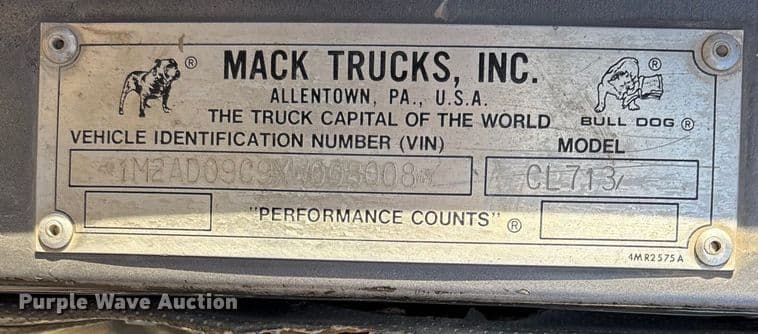 ® MACK TRUCKS, INC. ®
ALLENTOWN, PA., U.S.A.
THE TRUCK CAPITAL OF THE WORLD BULL DOG ®
VEHICLE IDENTIFICATION NUMBER (VIN) MODEL
CL713
"PERFORMANCE COUNTS" ®
4MR2575A
Purple Wave Auction